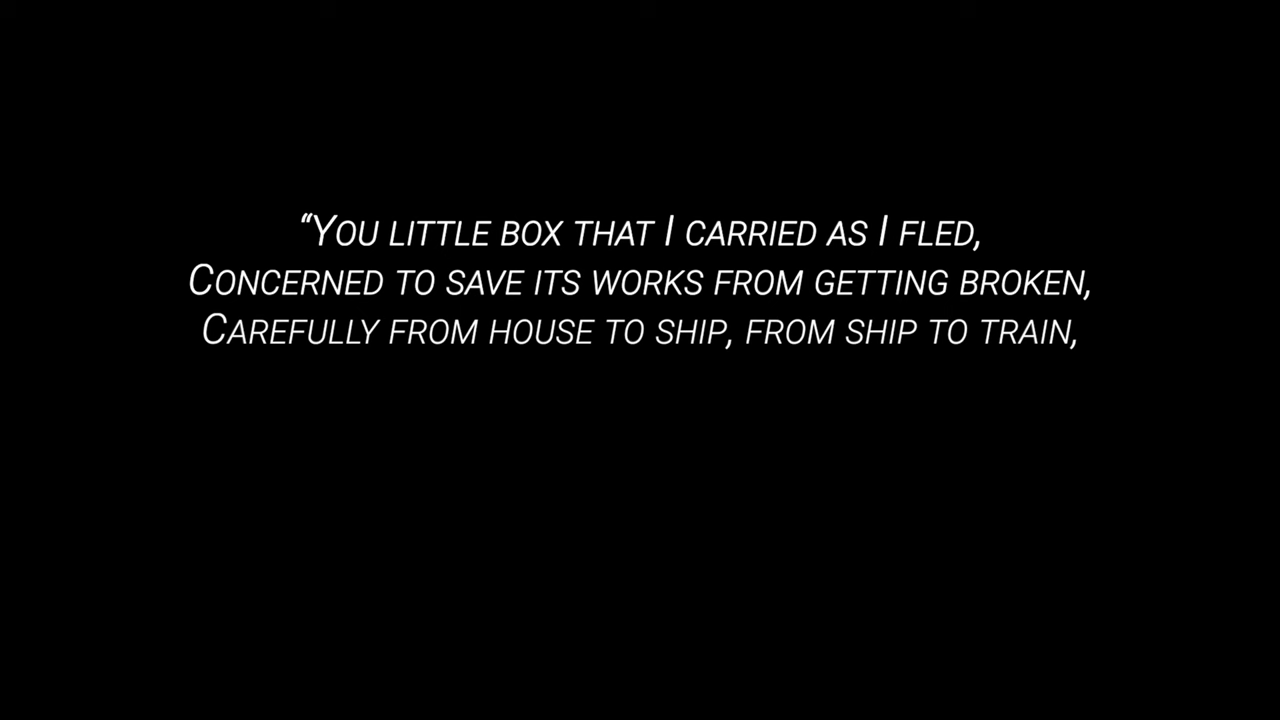 “You little box that I carried as I fled,
Concerned to save its works from getting broken,
Carefully from house to ship, from ship to train,